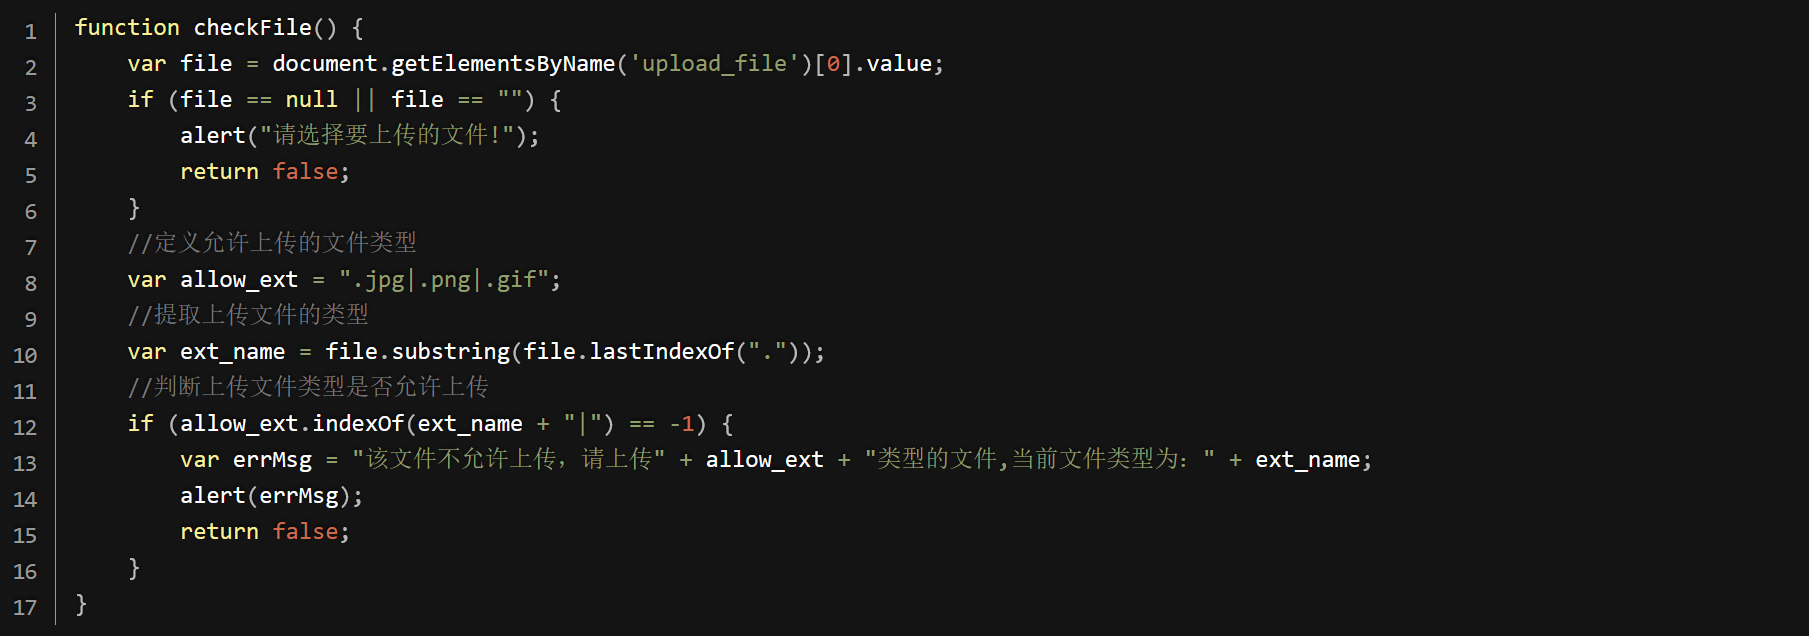 1 function checkFile() {
2     var file = document.getElementsByName('upload_file')[0].value;
3     if (file == null || file == "") {
4         alert("请选择要上传的文件!");
5         return false;
6     }
7     //定义允许上传的文件类型
8     var allow_ext = ".jpg|.png|.gif";
9     //提取上传文件的类型
10     var ext_name = file.substring(file.lastIndexOf("."));
11     //判断上传文件类型是否允许上传
12     if (allow_ext.indexOf(ext_name + "|") == -1) {
13         var errMsg = "该文件不允许上传，请上传" + allow_ext + "类型的文件,当前文件类型为：" + ext_name;
14         alert(errMsg);
15         return false;
16     }
17 }